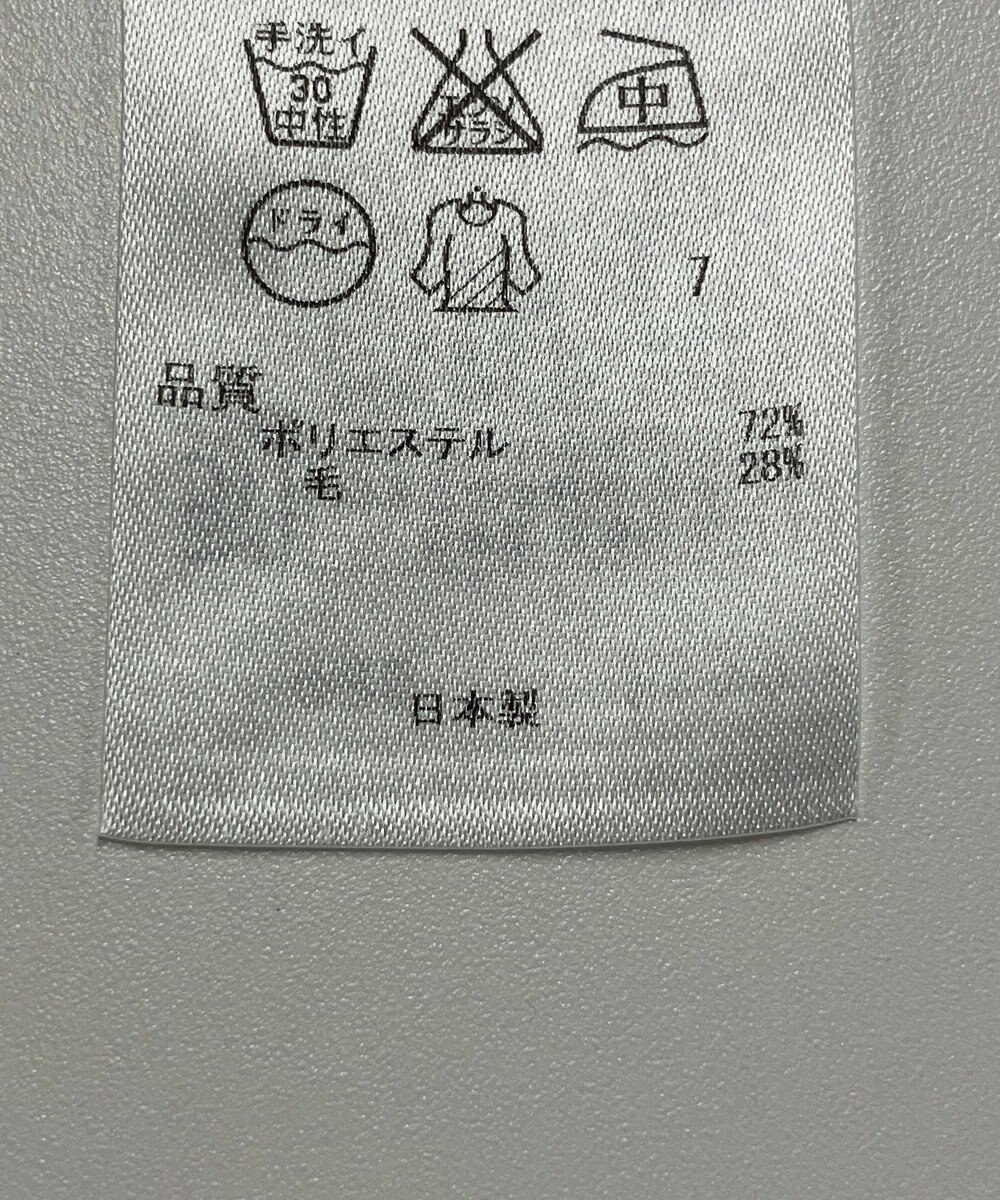 手洗イ
30
中性
エンソ
サラシ
中
ドライ
7
品質
ポリエステル 72%
毛 28%
日本製